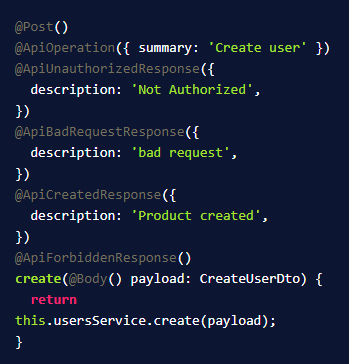 @Post()
@ApiOperation({ summary: 'Create user' })
@ApiUnauthorizedResponse({
  description: 'Not Authorized',
})
@ApiBadRequestResponse({
  description: 'bad request',
})
@ApiCreatedResponse({
  description: 'Product created',
})
@ApiForbiddenResponse()
create(@Body() payload: CreateUserDto) {
  return
this.usersService.create(payload);
}